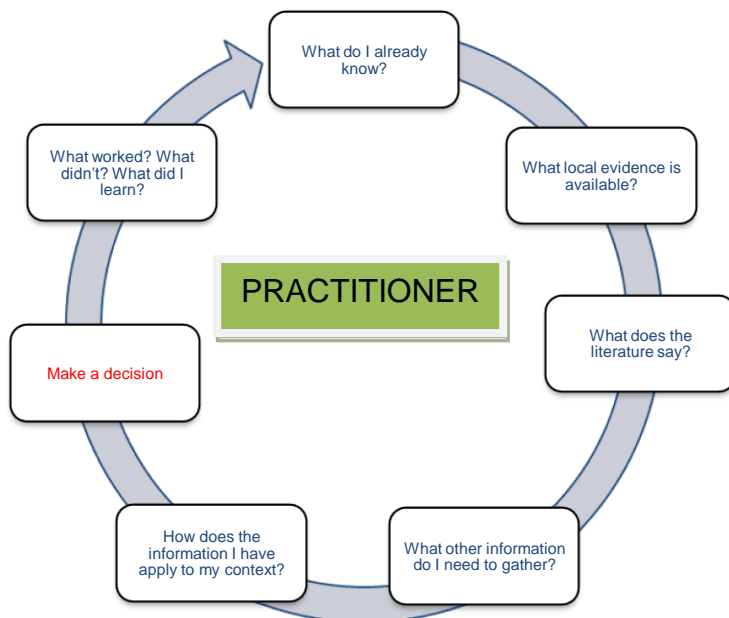 What do I already
know?
What local evidence is
available?
What does the
literature say?
What other information
do I need to gather?
How does the
information I have
apply to my context?
Make a decision
What worked? What
didn't? What did I
learn?
PRACTITIONER